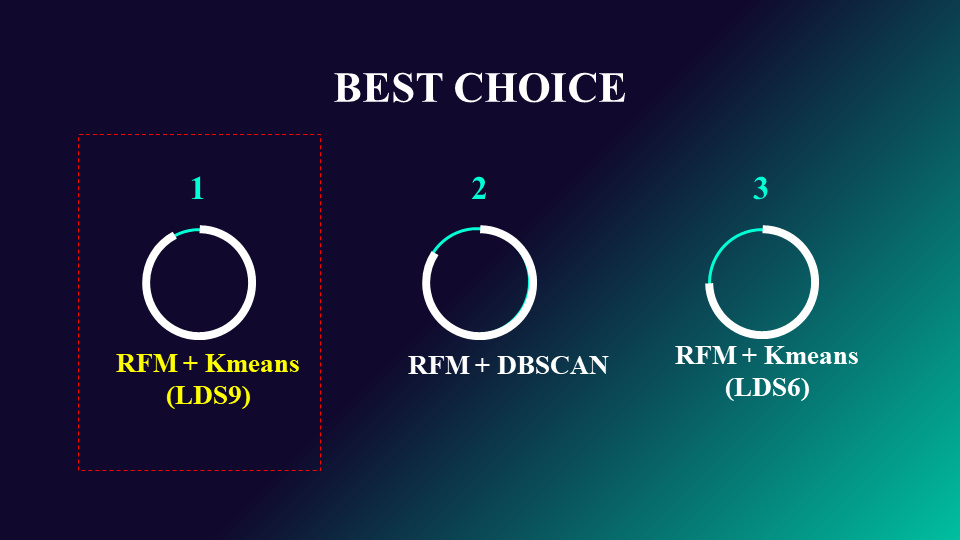 BEST CHOICE
1
2
3
RFM + Kmeans
(LDS9)
RFM + DBSCAN
RFM + Kmeans
(LDS6)